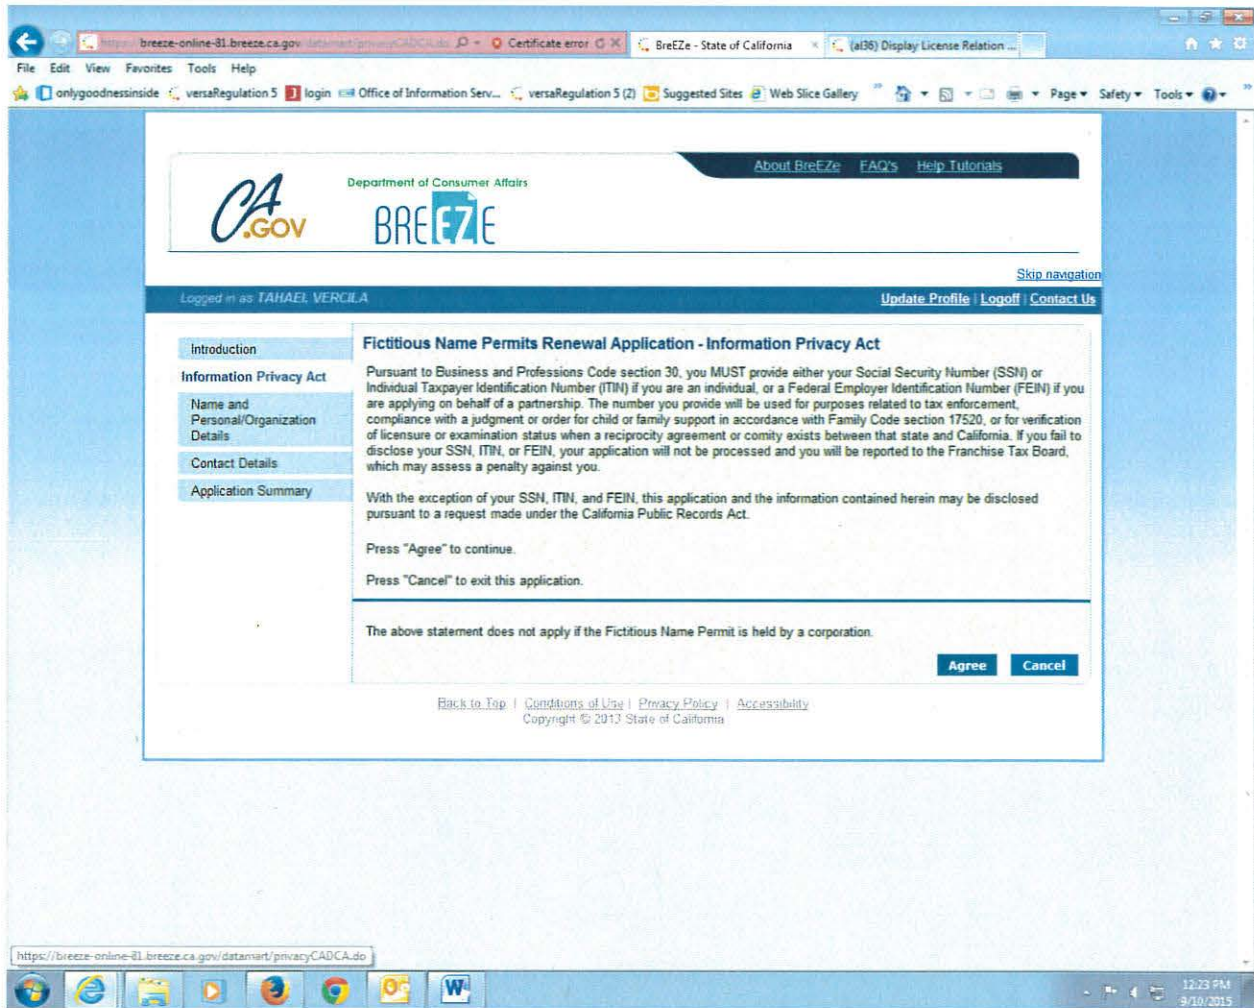 breeze-online-81.breeze.ca.gov
Certificate error
BreEZe - State of California
(al36) Display License Relation ...
File Edit View Favorites Tools Help
onlygoodnessinside versaRegulation 5 login Office of Information Serv... versaRegulation 5 (2) Suggested Sites Web Slice Gallery Page Safety Tools
About BreEZe FAQ's Help Tutorials
CA.GOV
Department of Consumer Affairs
BREEZE
Skip navigation
Logged in as TAHAEL VERCILA
Update Profile | Logoff | Contact Us
Introduction
Information Privacy Act
Name and
Personal/Organization
Details
Contact Details
Application Summary
Fictitious Name Permits Renewal Application - Information Privacy Act
Pursuant to Business and Professions Code section 30, you MUST provide either your Social Security Number (SSN) or
Individual Taxpayer Identification Number (ITIN) if you are an individual, or a Federal Employer Identification Number (FEIN) if you
are applying on behalf of a partnership. The number you provide will be used for purposes related to tax enforcement,
compliance with a judgment or order for child or family support in accordance with Family Code section 17520, or for verification
of licensure or examination status when a reciprocity agreement or comity exists between that state and California. If you fail to
disclose your SSN, ITIN, or FEIN, your application will not be processed and you will be reported to the Franchise Tax Board,
which may assess a penalty against you.
With the exception of your SSN, ITIN, and FEIN, this application and the information contained herein may be disclosed
pursuant to a request made under the California Public Records Act.
Press "Agree" to continue.
Press "Cancel" to exit this application.
The above statement does not apply if the Fictitious Name Permit is held by a corporation.
Agree Cancel
Back to Top | Conditions of Use | Privacy Policy | Accessibility
Copyright © 2013 State of California
https://breeze-online-81.breeze.ca.gov/datamart/privacyCADCA.do
12:23 PM
9/10/2015